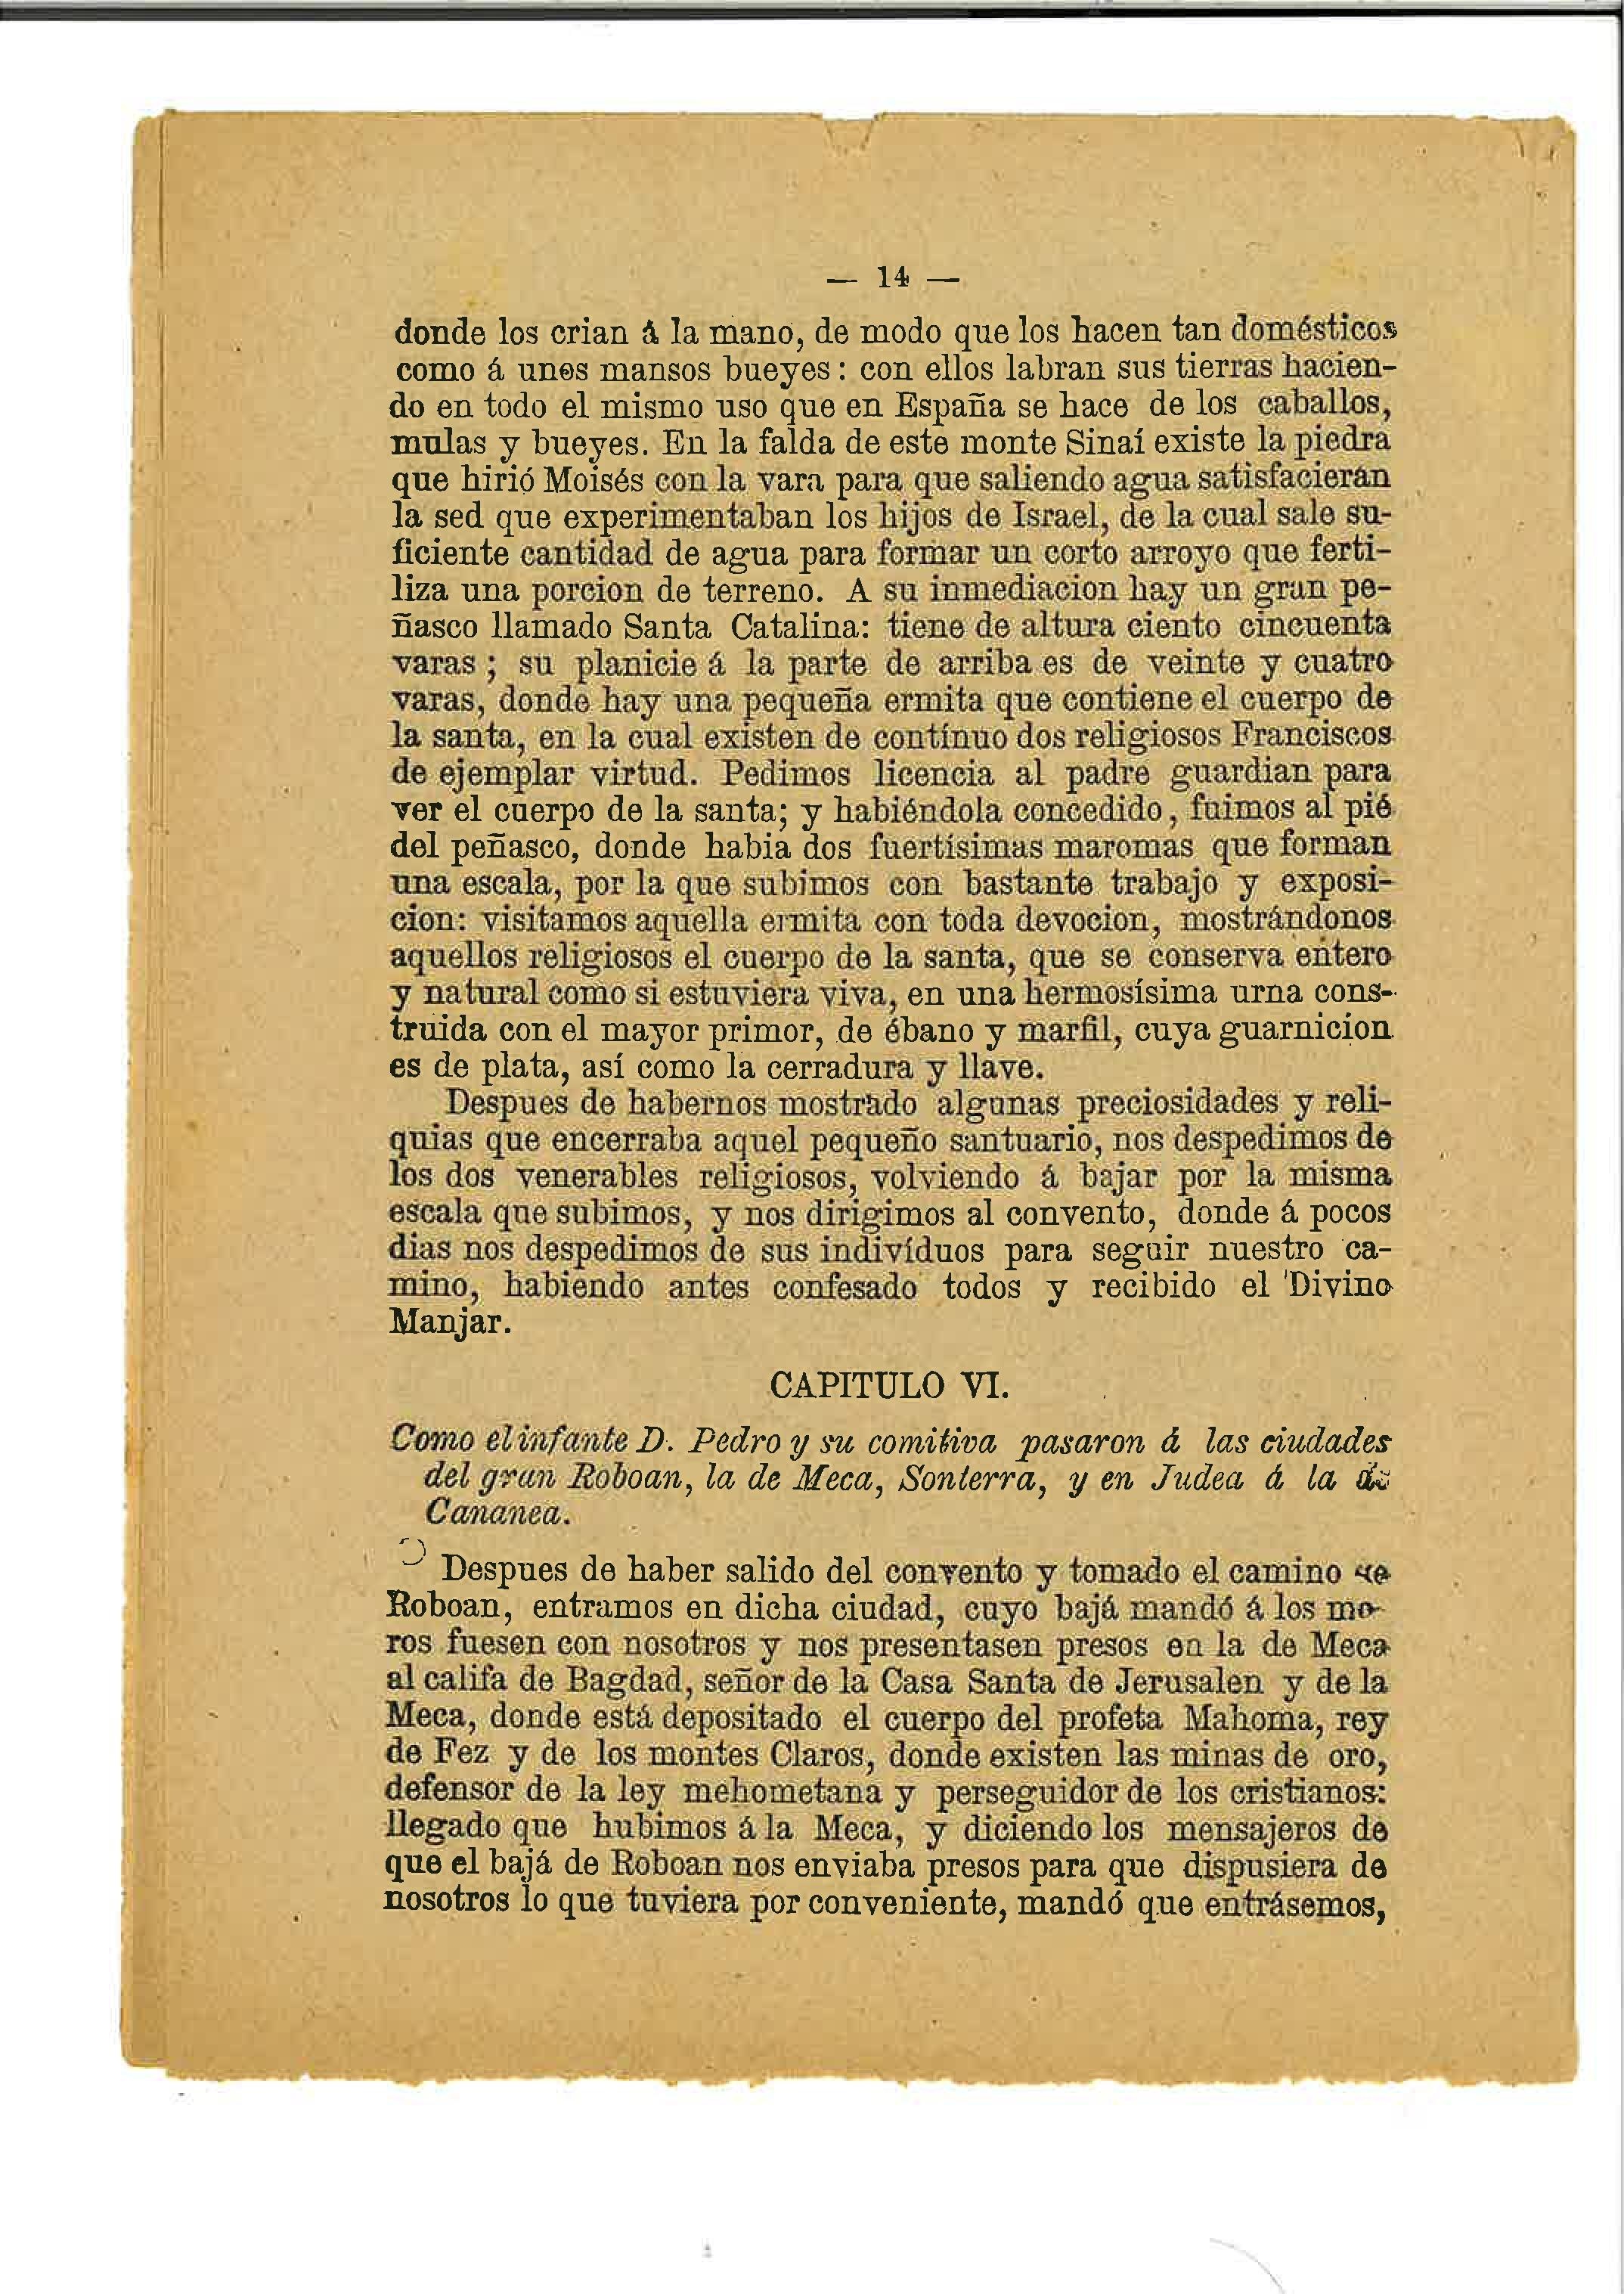 — 14 —
donde los crian á la mano, de modo que los hacen tan domésticos
como á unos mansos bueyes : con ellos labran sus tierras hacien-
do en todo el mismo uso que en España se hace de los caballos,
mulas y bueyes. En la falda de este monte Sinaí existe la piedra
que hirió Moisés con la vara para que saliendo agua satisfacieran
la sed que experimentaban los hijos de Israel, de la cual sale su-
ficiente cantidad de agua para formar un corto arroyo que ferti-
liza una porcion de terreno. A su inmediacion hay un gran pe-
ñasco llamado Santa Catalina: tiene de altura ciento cincuenta
varas ; su planicie á la parte de arriba es de veinte y cuatro
varas, donde hay una pequeña ermita que contiene el cuerpo de
la santa, en la cual existen de contínuo dos religiosos Franciscos
de ejemplar virtud. Pedimos licencia al padre guardian para
ver el cuerpo de la santa; y habiéndola concedido, fuimos al pié
del peñasco, donde habia dos fuertísimas maromas que forman
una escala, por la que subimos con bastante trabajo y exposi-
cion: visitamos aquella ermita con toda devocion, mostrándonos
aquellos religiosos el cuerpo de la santa, que se conserva entero
y natural como si estuviera viva, en una hermosísima urna cons-
truida con el mayor primor, de ébano y marfil, cuya guarnicion
es de plata, así como la cerradura y llave.
Despues de habernos mostrado algunas preciosidades y reli-
quias que encerraba aquel pequeño santuario, nos despedimos de
los dos venerables religiosos, volviendo á bajar por la misma
escala que subimos, y nos dirigimos al convento, donde á pocos
dias nos despedimos de sus indivíduos para seguir nuestro ca-
mino, habiendo antes confesado todos y recibido el Divino
Manjar.
CAPITULO VI.
Como el infante D. Pedro y su comitiva pasaron á las ciudades
del gran Roboan, la de Meca, Sonterra, y en Judea á la de
Cananea.
Despues de haber salido del convento y tomado el camino de
Roboan, entramos en dicha ciudad, cuyo bajá mandó á los mo-
ros fuesen con nosotros y nos presentasen presos en la de Meca
al califa de Bagdad, señor de la Casa Santa de Jerusalen y de la
Meca, donde está depositado el cuerpo del profeta Mahoma, rey
de Fez y de los montes Claros, donde existen las minas de oro,
defensor de la ley mehometana y perseguidor de los cristianos:
llegado que hubimos á la Meca, y diciendo los mensajeros de
que el bajá de Roboan nos enviaba presos para que dispusiera de
nosotros lo que tuviera por conveniente, mandó que entrásemos,